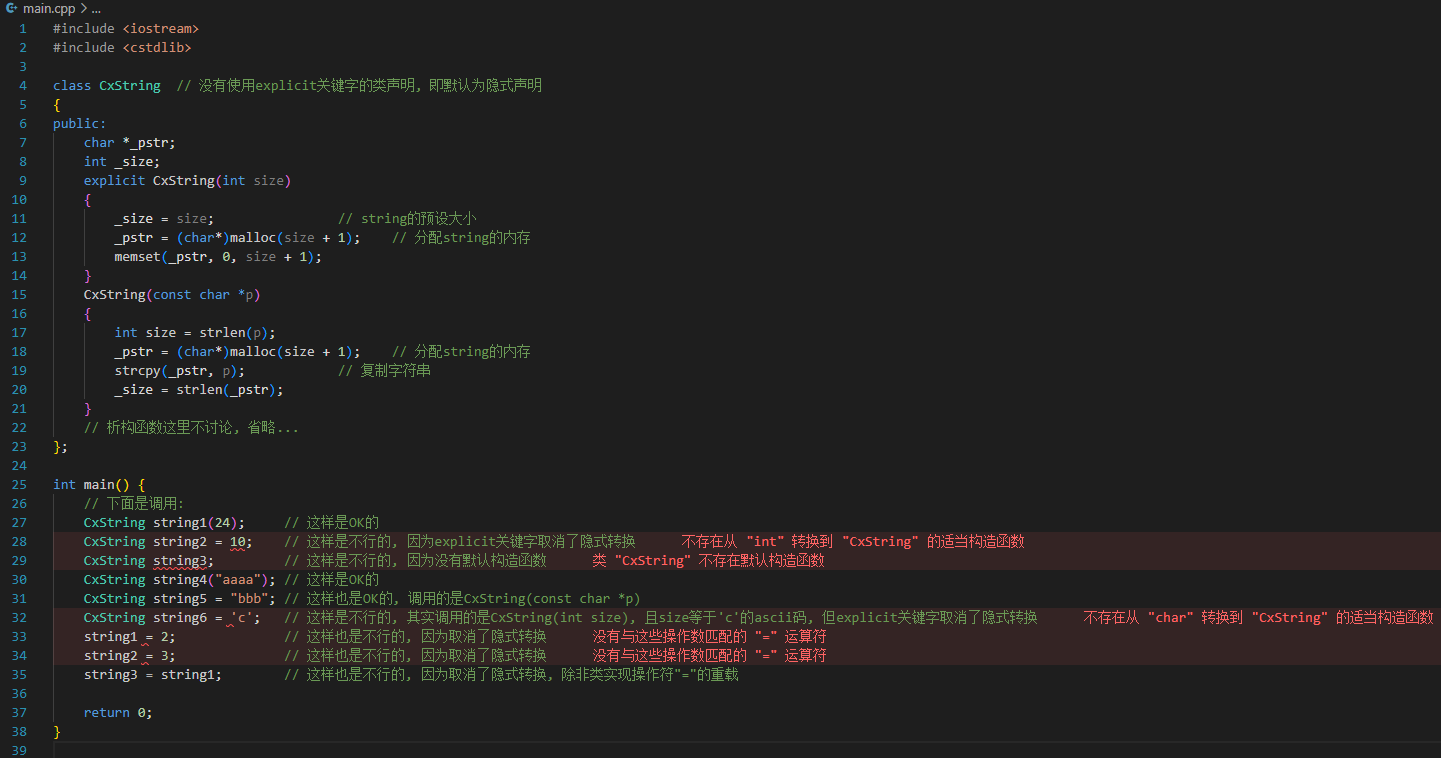 main.cpp > ...
1 #include <iostream>
2 #include <cstdlib>
3
4 class CxString  // 没有使用explicit关键字的类声明, 即默认为隐式声明
5 {
6 public:
7     char *_pstr;
8     int _size;
9     explicit CxString(int size)
10     {
11         _size = size;                // string的预设大小
12         _pstr = (char*)malloc(size + 1);    // 分配string的内存
13         memset(_pstr, 0, size + 1);
14     }
15     CxString(const char *p)
16     {
17         int size = strlen(p);
18         _pstr = (char*)malloc(size + 1);    // 分配string的内存
19         strcpy(_pstr, p);            // 复制字符串
20         _size = strlen(_pstr);
21     }
22     // 析构函数这里不讨论, 省略...
23 };
24
25 int main() {
26     // 下面是调用:
27     CxString string1(24);     // 这样是OK的
28     CxString string2 = 10;    // 这样是不行的, 因为explicit关键字取消了隐式转换      不存在从 "int" 转换到 "CxString" 的适当构造函数
29     CxString string3;         // 这样是不行的, 因为没有默认构造函数      类 "CxString" 不存在默认构造函数
30     CxString string4("aaaa"); // 这样是OK的
31     CxString string5 = "bbb"; // 这样也是OK的, 调用的是CxString(const char *p)
32     CxString string6 = 'c';   // 这样是不行的, 其实调用的是CxString(int size), 且size等于'c'的ascii码, 但explicit关键字取消了隐式转换      不存在从 "char" 转换到 "CxString" 的适当构造函数
33     string1 = 2;              // 这样也是不行的, 因为取消了隐式转换      没有与这些操作数匹配的 "=" 运算符
34     string2 = 3;              // 这样也是不行的, 因为取消了隐式转换      没有与这些操作数匹配的 "=" 运算符
35     string3 = string1;        // 这样也是不行的, 因为取消了隐式转换, 除非类实现操作符"="的重载
36
37     return 0;
38 }
39